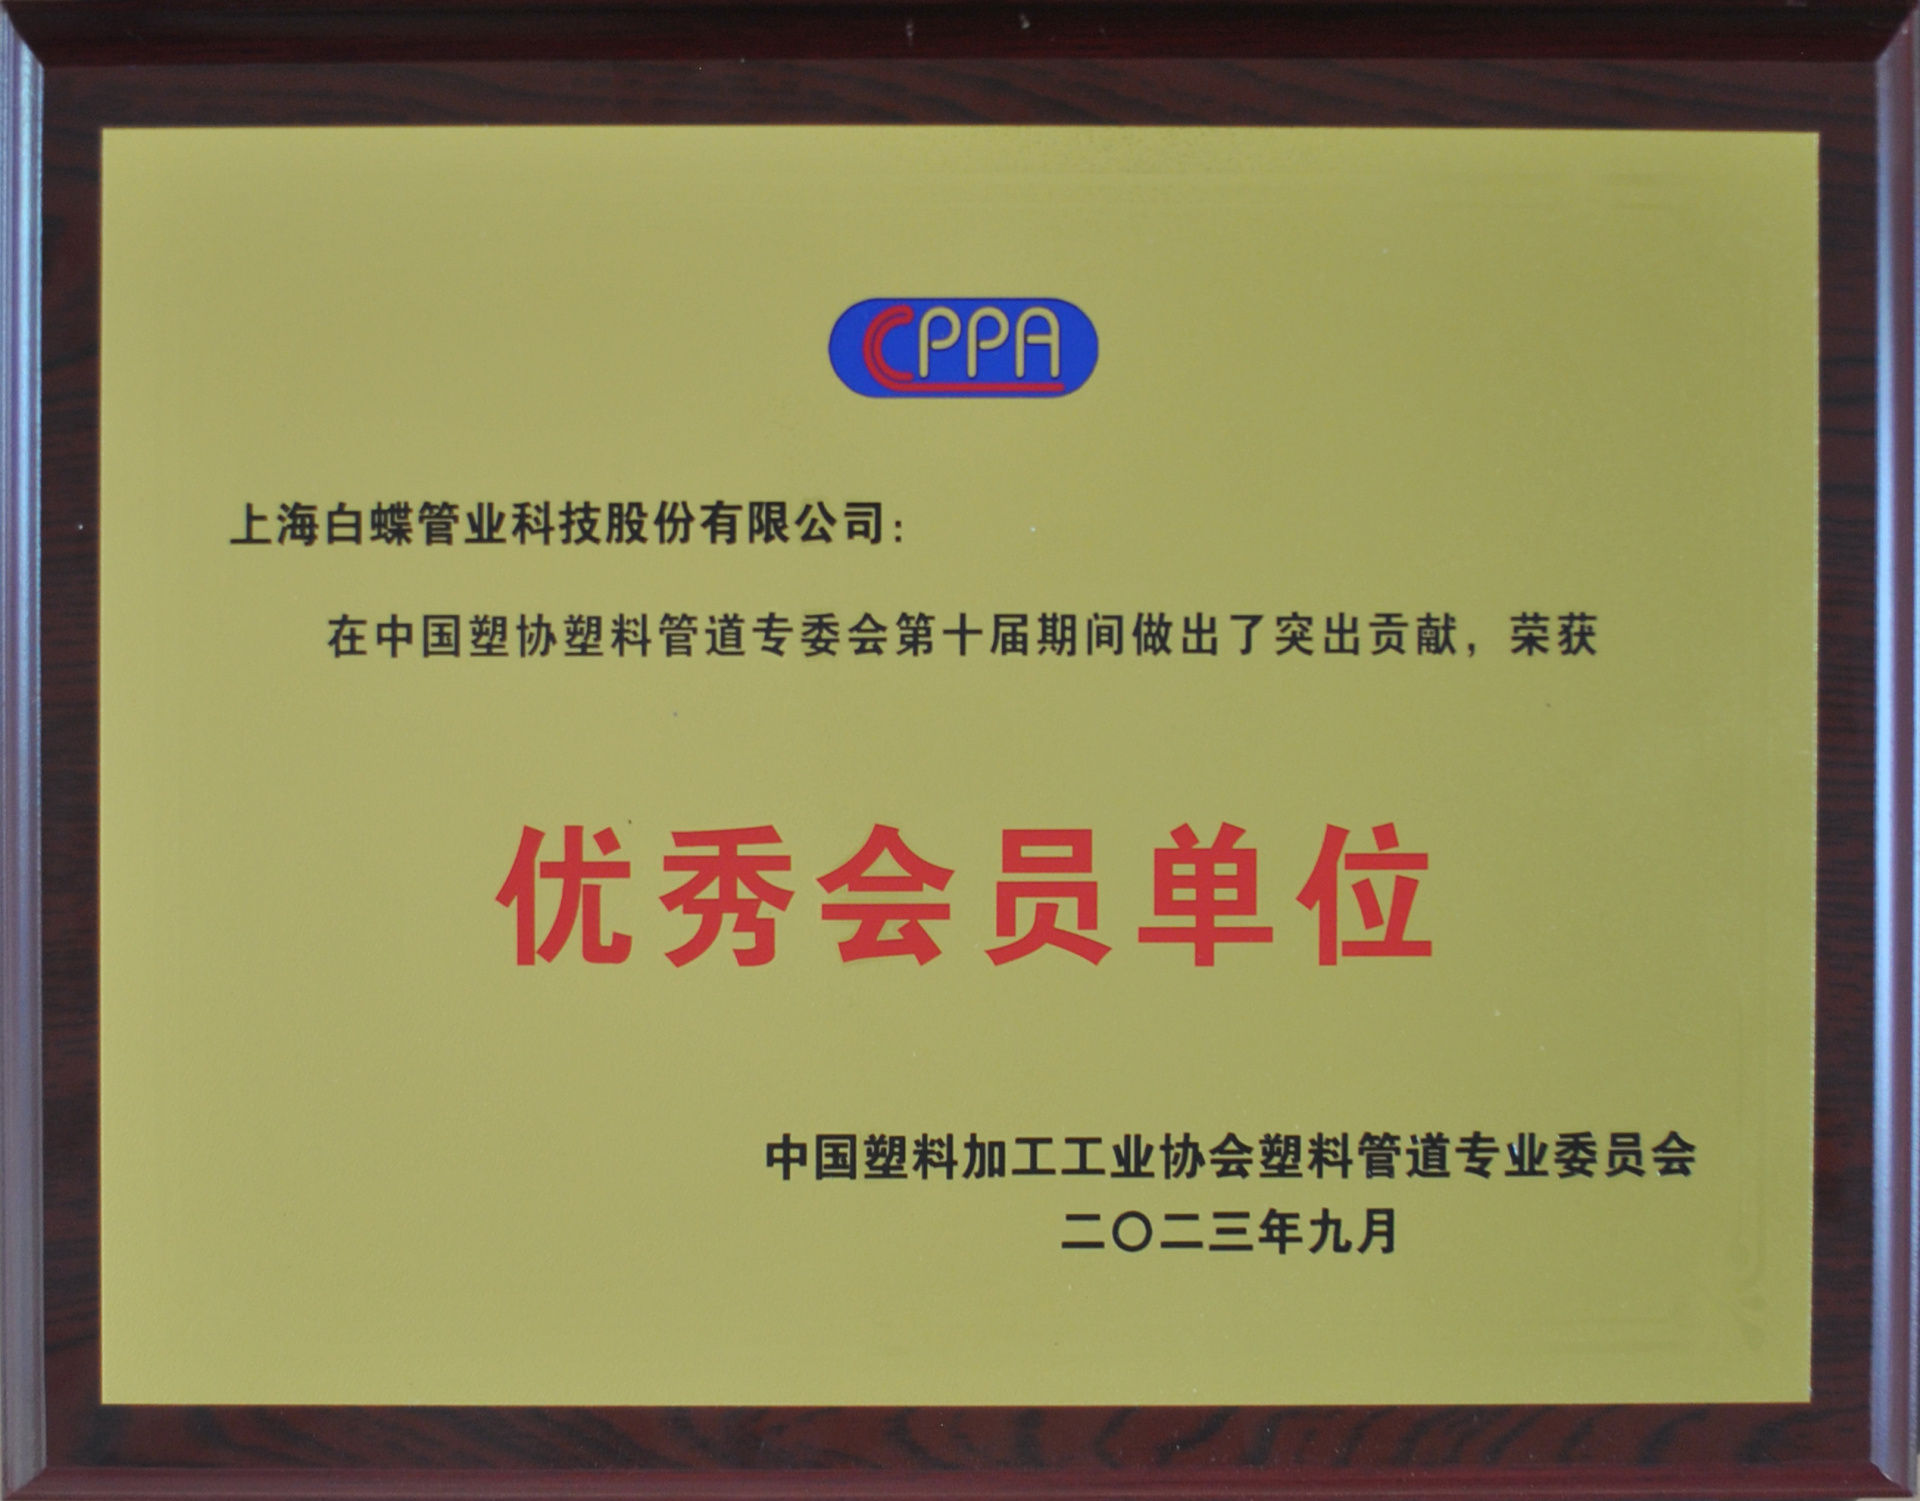 CPPA
上海白蝶管业科技股份有限公司：
在中国塑协塑料管道专委会第十届期间做出了突出贡献，荣获
优秀会员单位
中国塑料加工工业协会塑料管道专业委员会
二〇二三年九月